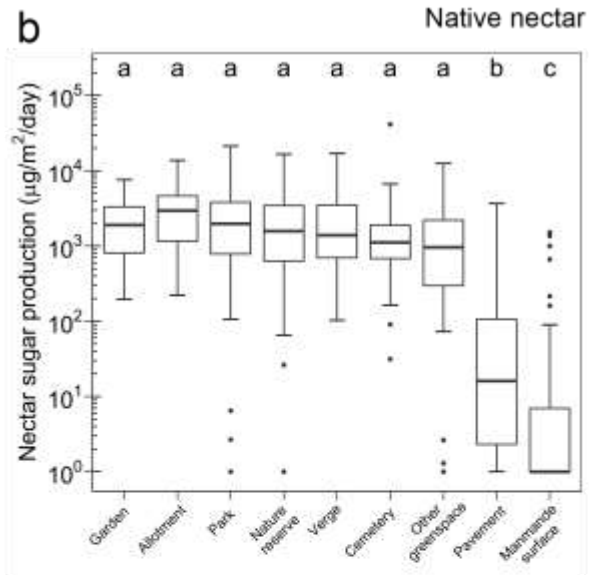 b
Native nectar
a a a a a a a b c
Nectar sugar production (μg/m²/day)
10⁵
10⁴
10³
10²
10¹
10⁰
Garden
Allotment
Park
Nature
reserve
Verge
Cemetery
Other
greenspace
Pavement
Manmande
surface